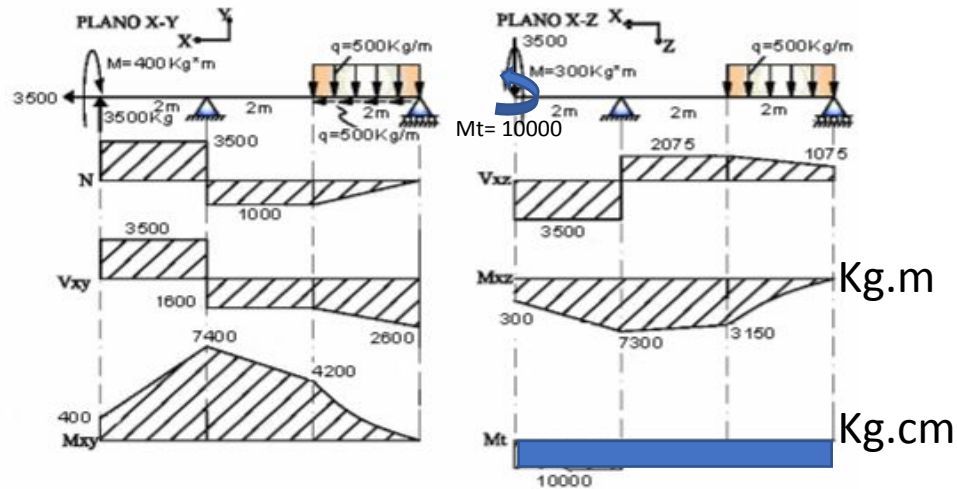 PLANO X-Y
Y
X
q=500Kg/m
M=400Kg*m
3500
2m
2m
2m
3500Kg
q=500Kg/m
3500
N
1000
3500
Vxy
1600
2600
7400
4200
400
Mxy
PLANO X-Z
X
Z
3500
q=500Kg/m
M=300Kg*m
2m
2m
2m
Mt= 10000
2075
1075
Vxz
3500
Mxz
Kg.m
300
7300
3150
Mt
Kg.cm
10000